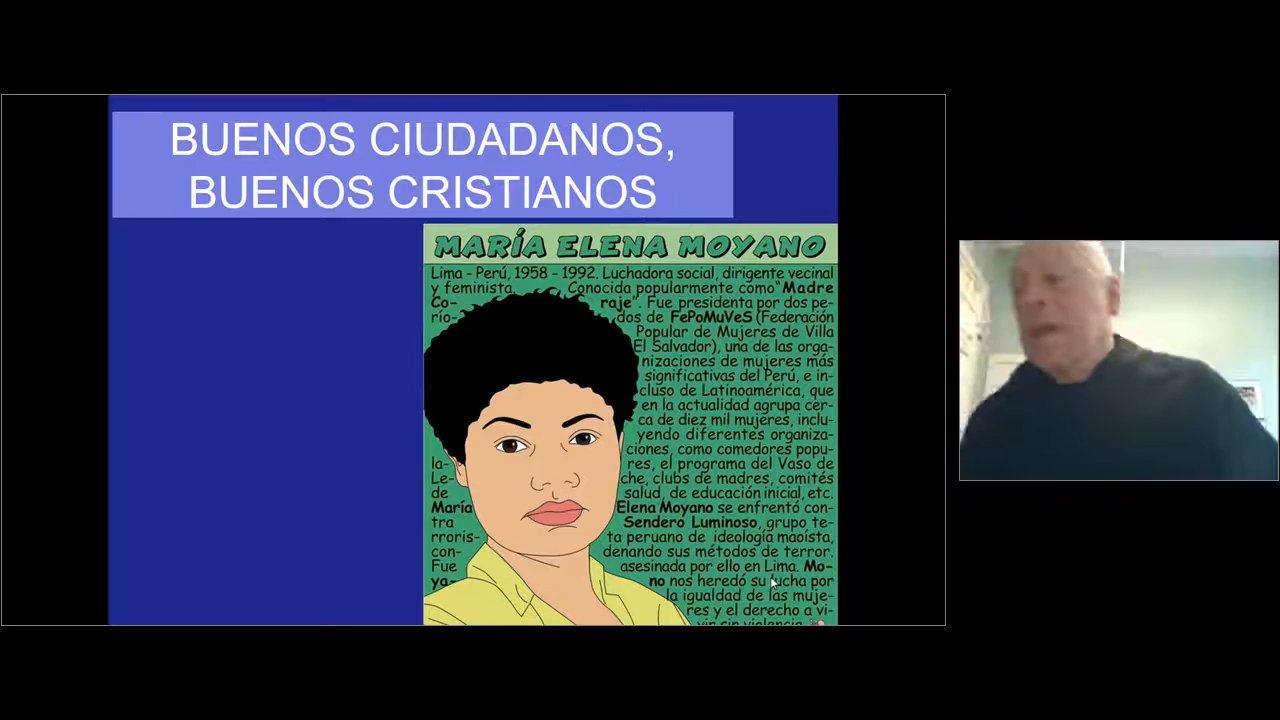 BUENOS CIUDADANOS,
BUENOS CRISTIANOS
MARÍA ELENA MOYANO
Lima - Perú, 1958 - 1992. Luchadora social, dirigente vecinal
y feminista. Conocida popularmente como "Madre
Co- raje". Fue presidenta por dos pe-
río- dos de FePoMuVeS (Federación
Popular de Mujeres de Villa
El Salvador), una de las orga-
nizaciones de mujeres más
significativas del Perú, e in-
cluso de Latinoamérica, que
en la actualidad agrupa cer-
ca de diez mil mujeres, inclu-
yendo diferentes organiza-
ciones, como comedores popu-
la- res, el programa del Vaso de
Le- che, clubs de madres, comités
de salud, de educación inicial, etc.
María Elena Moyano se enfrentó con-
tra Sendero Luminoso, grupo te-
rroris- ta peruano de ideología maoísta,
con- denando sus métodos de terror.
Fue asesinada por ello en Lima. Mo-
ya- no nos heredó su lucha por
la igualdad de las muje-
res y el derecho a vi-
vir sin violencia.